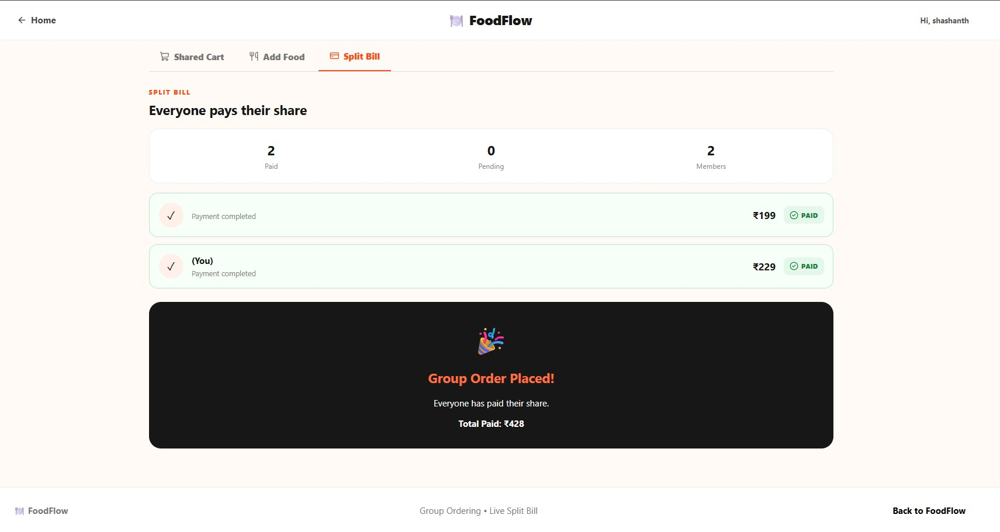 Home
FoodFlow
Hi, shashanth
Shared Cart
Add Food
Split Bill
SPLIT BILL
Everyone pays their share
2
Paid
0
Pending
2
Members
Payment completed
₹199
PAID
(You)
Payment completed
₹229
PAID
Group Order Placed!
Everyone has paid their share.
Total Paid: ₹428
FoodFlow
Group Ordering • Live Split Bill
Back to FoodFlow